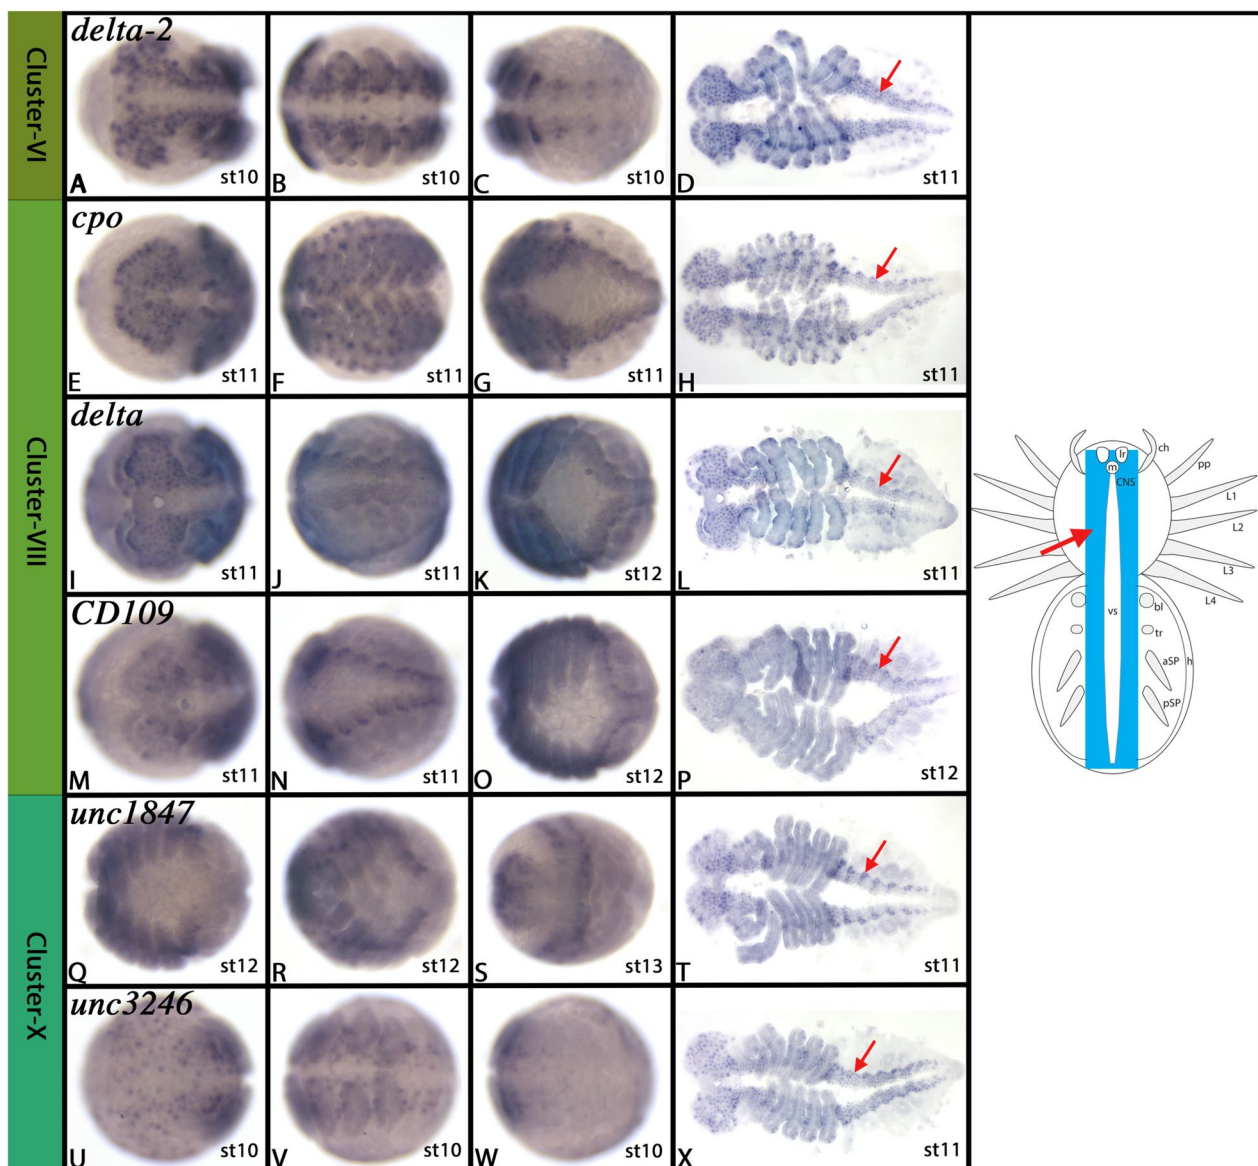 Cluster-VI
delta-2
A st10
B st10
C st10
D st11
Cluster-VIII
cpo
E st11
F st11
G st11
H st11
delta
I st11
J st11
K st12
L st11
CD109
M st11
N st11
O st12
P st12
Cluster-X
unc1847
Q st12
R st12
S st13
T st11
unc3246
U st10
V st10
W st10
X st11
ch
lr
pp
m
CNS
L1
L2
L3
L4
vs
bl
tr
aSP
h
pSP